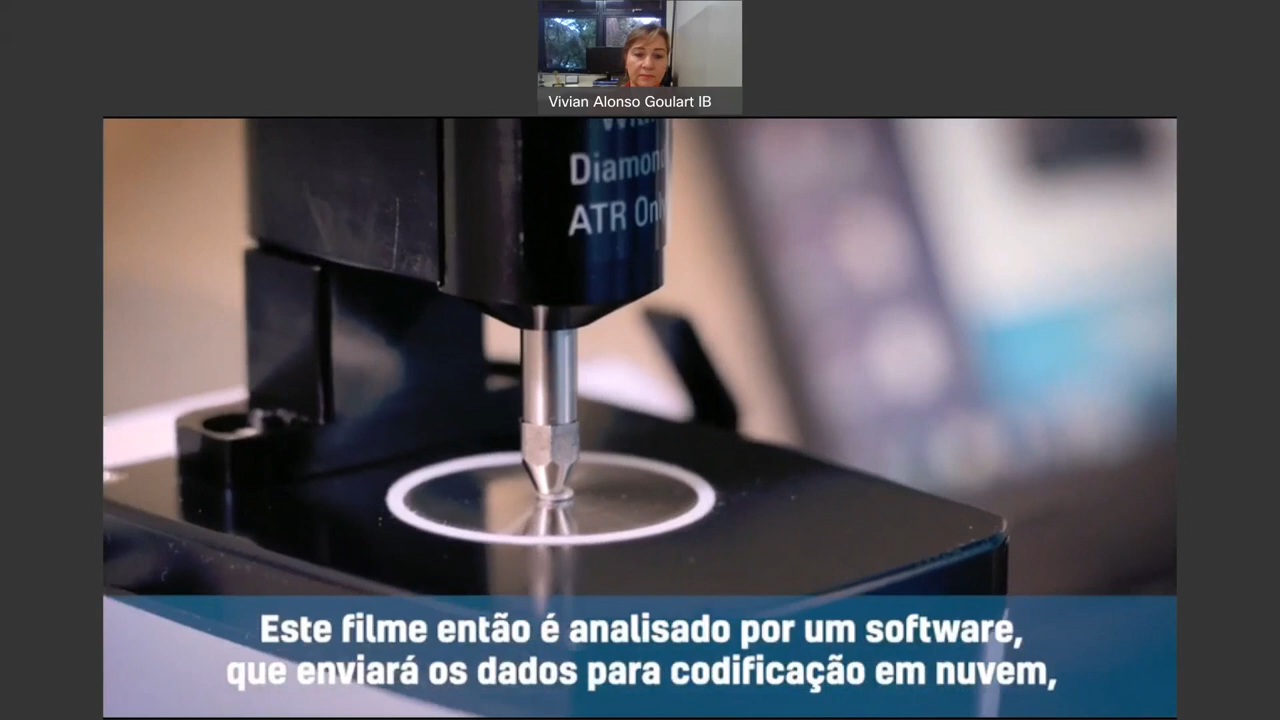 Vivian Alonso Goulart IB
ATR
Este filme então é analisado por um software,
que enviará os dados para codificação em nuvem,